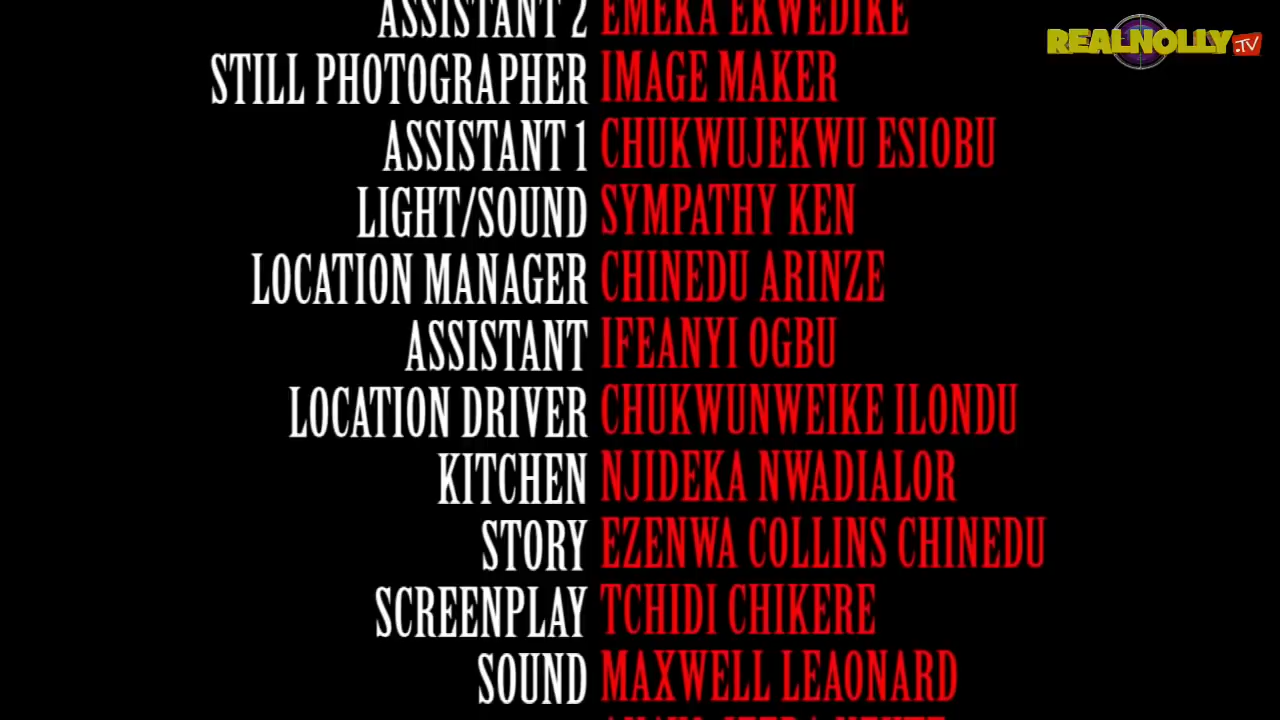 REALNOLLY.TV
ASSISTANT 2 EMEKA EKWEDIKE
STILL PHOTOGRAPHER IMAGE MAKER
ASSISTANT 1 CHUKWUJEKWU ESIOBU
LIGHT/SOUND SYMPATHY KEN
LOCATION MANAGER CHINEDU ARINZE
ASSISTANT IFEANYI OGBU
LOCATION DRIVER CHUKWUNWEIKE ILONDU
KITCHEN NJIDEKA NWADIALOR
STORY EZENWA COLLINS CHINEDU
SCREENPLAY TCHIDI CHIKERE
SOUND MAXWELL LEAONARD